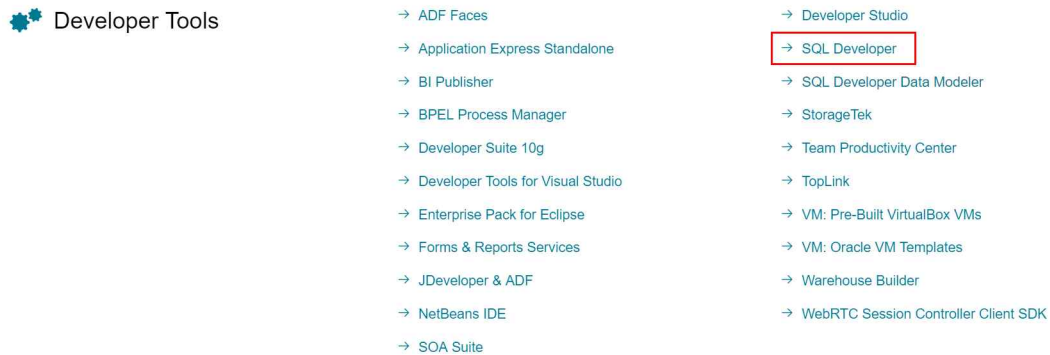 Developer Tools
→ ADF Faces
→ Application Express Standalone
→ BI Publisher
→ BPEL Process Manager
→ Developer Suite 10g
→ Developer Tools for Visual Studio
→ Enterprise Pack for Eclipse
→ Forms & Reports Services
→ JDeveloper & ADF
→ NetBeans IDE
→ SOA Suite
→ Developer Studio
→ SQL Developer
→ SQL Developer Data Modeler
→ StorageTek
→ Team Productivity Center
→ TopLink
→ VM: Pre-Built VirtualBox VMs
→ VM: Oracle VM Templates
→ Warehouse Builder
→ WebRTC Session Controller Client SDK